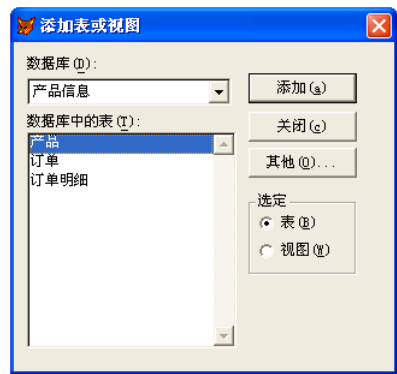 添加表或视图
数据库(D):
产品信息
数据库中的表(T):
产品
订单
订单明细
添加(a)
关闭(c)
其他(O)...
选定
表(B)
视图(W)